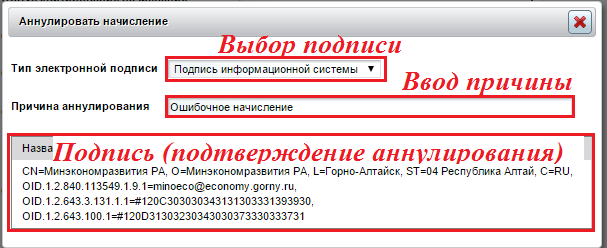 Аннулировать начисление
Выбор подписи
Тип электронной подписи Подпись информационной системы
Ввод причины
Причина аннулирования Ошибочное начисление
Подпись (подтверждение аннулирования)
CN=Минэкономразвития РА, O=Минэкономразвития РА, L=Горно-Алтайск, ST=04 Республика Алтай, C=RU,
OID.1.2.840.113549.1.9.1=minoeco@economy.gorny.ru,
OID.1.2.643.3.131.1.1=#120C303030343131303331393930,
OID.1.2.643.100.1=#120D31303230343030373330333731